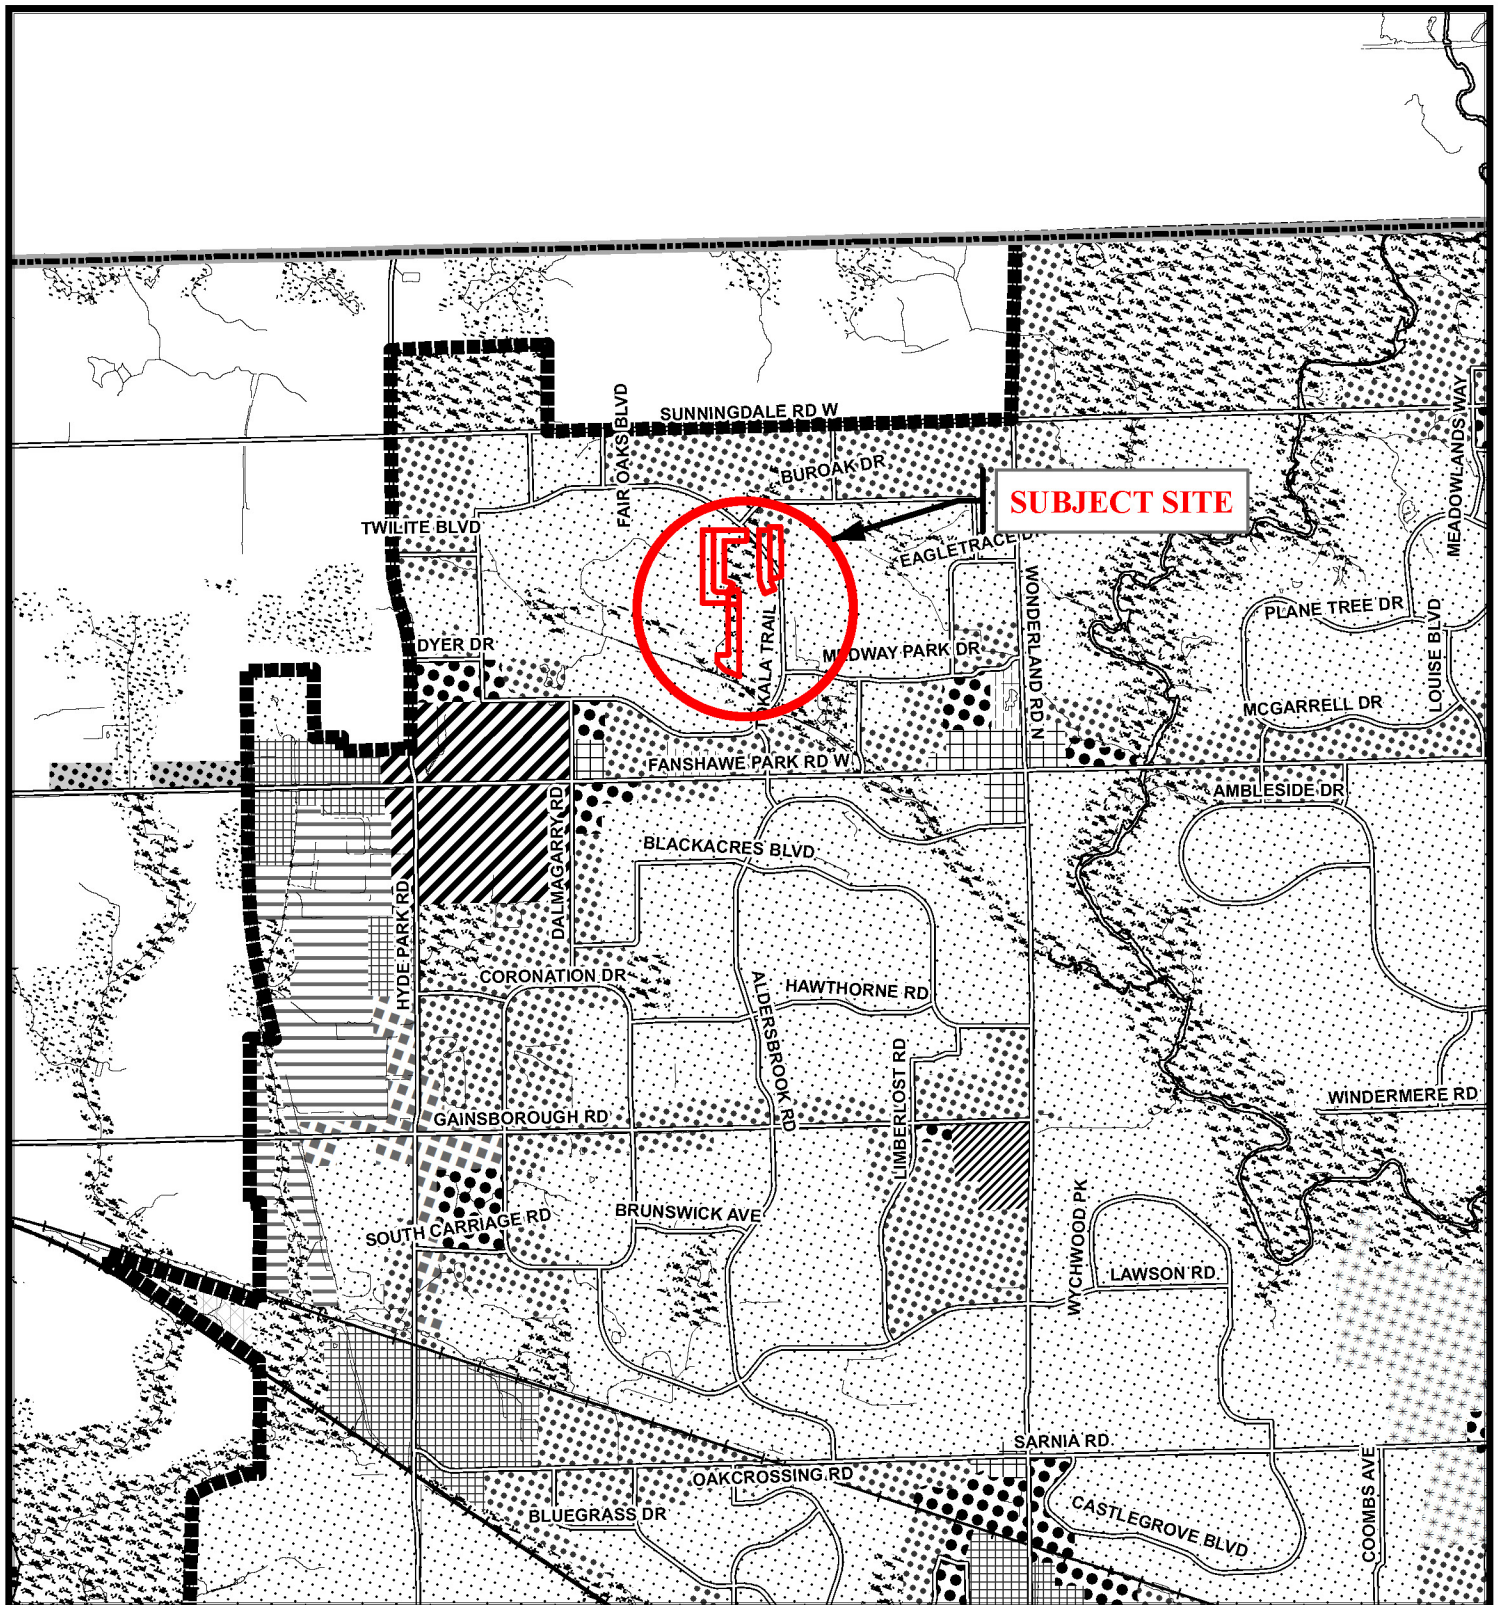 SUNNINGDALE RD W
FAIR OAKS BLVD
MEADOWLANDS WAY
BUROAK DR
SUBJECT SITE
TWILITE BLVD
EAGLETRACE D
WONDERLAND RD N
PLANE TREE DR
LOUISE BLVD
DYER DR
TOKALA TRAIL
MEDWAY PARK DR
MCGARRELL DR
FANSHAWE PARK RD W
AMBLESIDE DR
DALMAGARRY RD
BLACKACRES BLVD
HYDE PARK RD
CORONATION DR
ALDERSBROOK RD
HAWTHORNE RD
LIMBERLOST RD
WINDERMERE RD
GAINSBOROUGH RD
SOUTH CARRIAGE RD
BRUNSWICK AVE
WYCHWOOD PK
LAWSON RD
SARNIA RD
OAKCROSSING RD
BLUEGRASS DR
CASTLEGROVE BLVD
COOMBS AVE